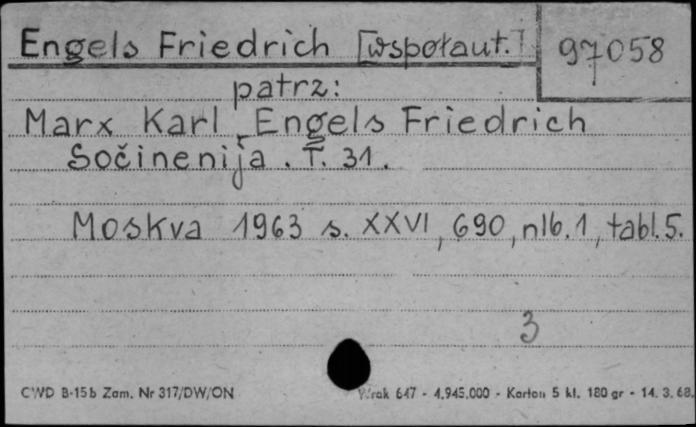 Engels Friedrich [współaut.] 97058
patrz:
Marx Karl, Engels Friedrich
Sočinenija. T. 31.
Moskva 1963 s. XXVI, 690, nlb. 1, tabl. 5.
3
CWD B-15b Zam. Nr 317/DW/ON Wrak 647 - 4.945.000 - Karton 5 kl. 180 gr - 14. 3. 68.